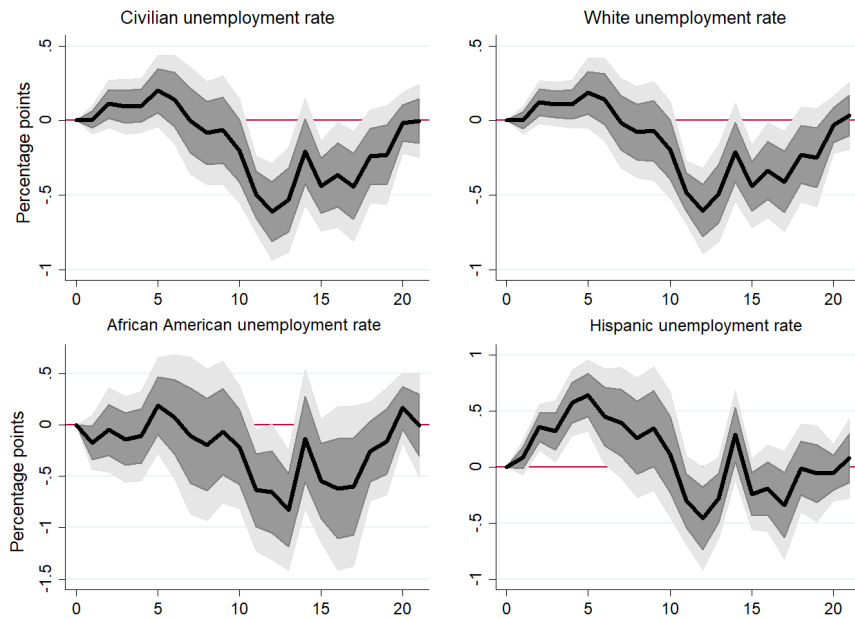 Civilian unemployment rate
Percentage points
.5
0
-.5
-1
0 5 10 15 20
White unemployment rate
.5
0
-.5
-1
0 5 10 15 20
African American unemployment rate
Percentage points
.5
0
-.5
-1
-1.5
0 5 10 15 20
Hispanic unemployment rate
1
.5
0
-.5
-1
0 5 10 15 20